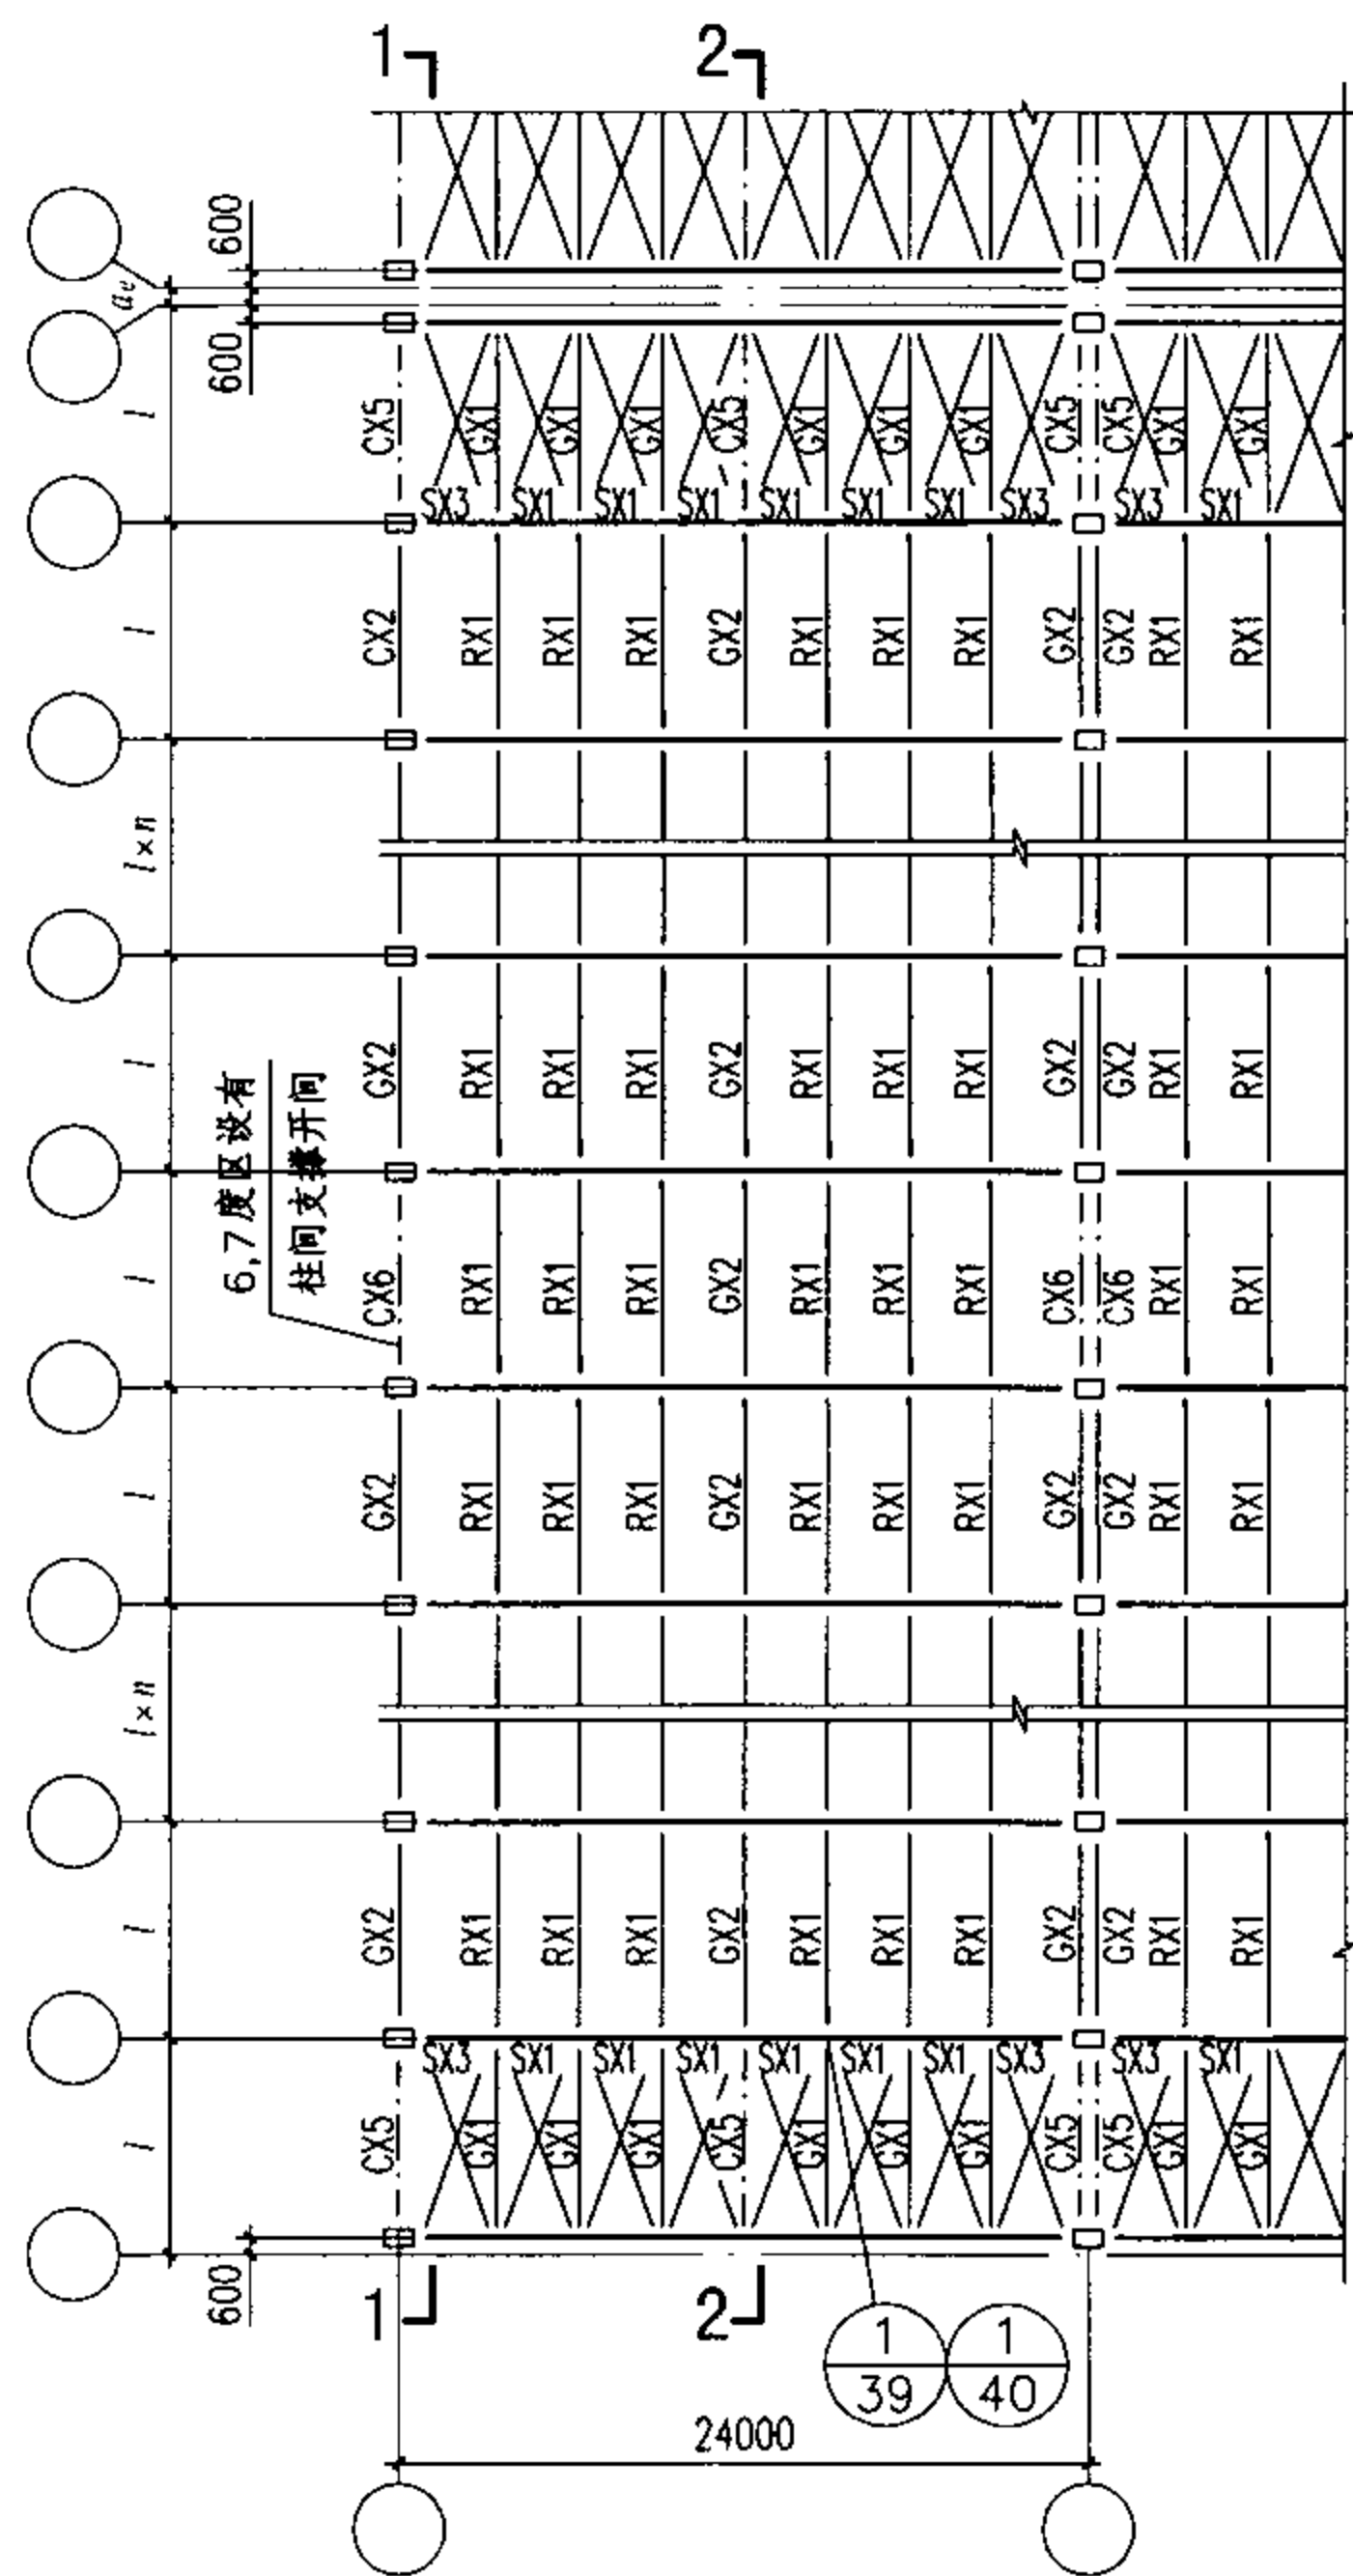 1 2
600
a_e
600
l CX5 GX1 GX1 GX1 CX5 GX1 GX1 GX1 CX5 CX5 GX1 GX1
SX3 SX1 SX1 SX1 SX1 SX1 SX1 SX3 SX3 SX1
l CX2 RX1 RX1 RX1 GX2 RX1 RX1 RX1 GX2 GX2 RX1 RX1
l×n
l GX2 RX1 RX1 RX1 GX2 RX1 RX1 RX1 GX2 GX2 RX1 RX1
6,7度区设有
柱间支撑开间
l CX6 RX1 RX1 RX1 GX2 RX1 RX1 RX1 CX6 CX6 RX1 RX1
l GX2 RX1 RX1 RX1 GX2 RX1 RX1 RX1 GX2 GX2 RX1 RX1
l×n
l GX2 RX1 RX1 RX1 GX2 RX1 RX1 RX1 GX2 GX2 RX1 RX1
SX3 SX1 SX1 SX1 SX1 SX1 SX1 SX3 SX3 SX1
l CX5 GX1 GX1 GX1 CX5 GX1 GX1 GX1 CX5 CX5 GX1 GX1
600
1 2
1 1
39 40
24000